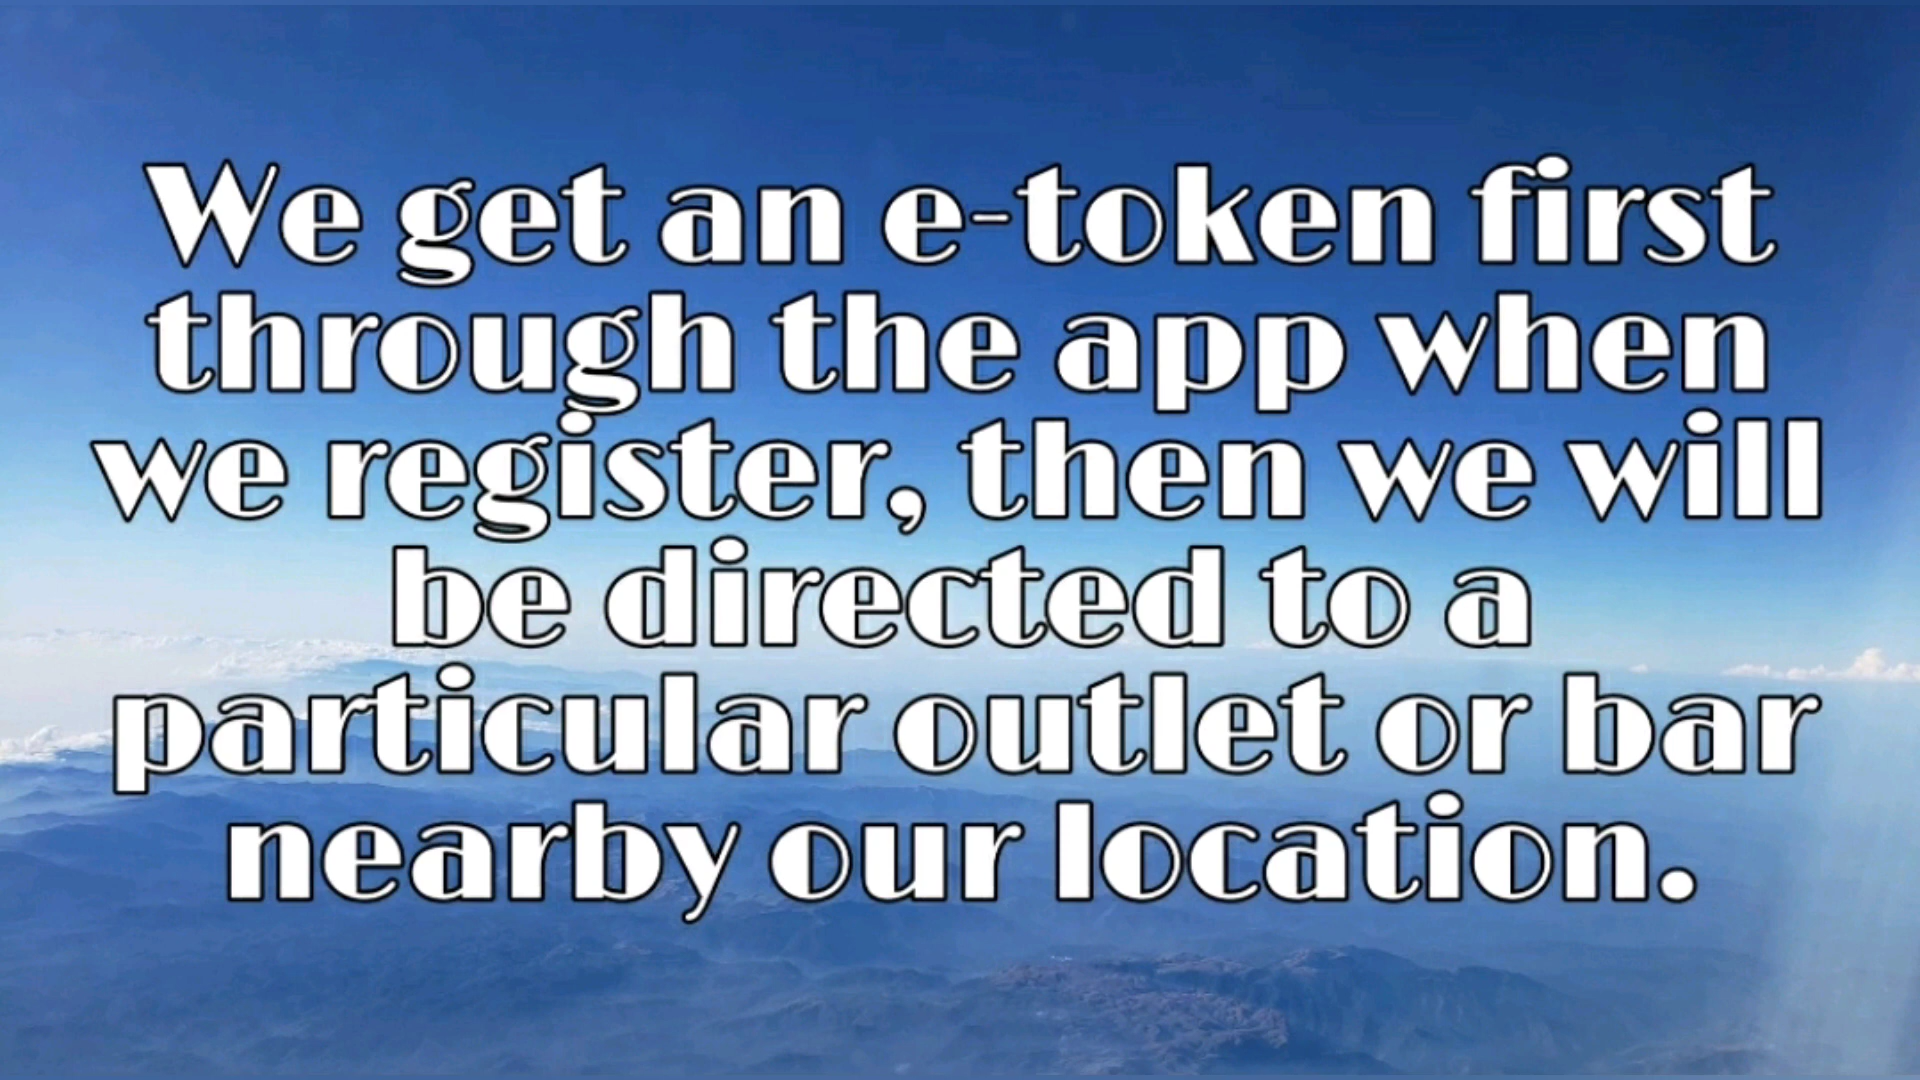 We get an e-token first
through the app when
we register, then we will
be directed to a
particular outlet or bar
nearby our location.